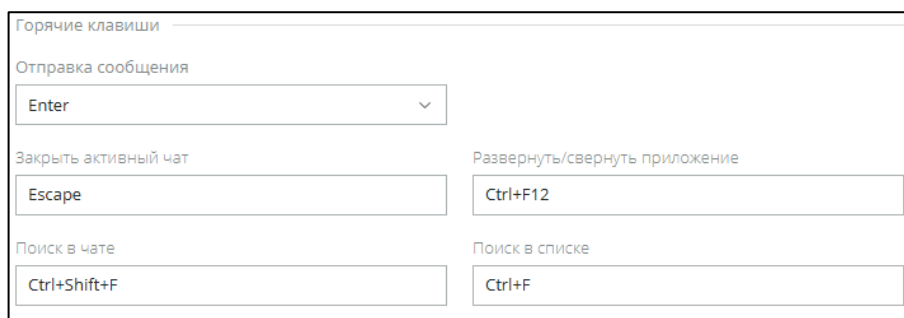 Горячие клавиши
Отправка сообщения
Enter
Закрыть активный чат
Развернуть/свернуть приложение
Escape
Ctrl+F12
Поиск в чате
Поиск в списке
Ctrl+Shift+F
Ctrl+F